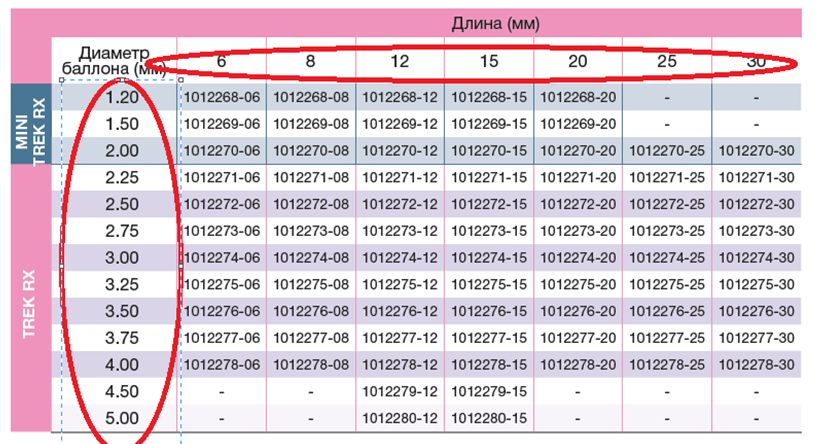 Длина (мм)
Диаметр
баллона (мм)
6 8 12 15 20 25 30
MINI
TREK RX
1.20 1012268-06 1012268-08 1012268-12 1012268-15 1012268-20 - -
1.50 1012269-06 1012269-08 1012269-12 1012269-15 1012269-20 - -
2.00 1012270-06 1012270-08 1012270-12 1012270-15 1012270-20 1012270-25 1012270-30
TREK RX
2.25 1012271-06 1012271-08 1012271-12 1012271-15 1012271-20 1012271-25 1012271-30
2.50 1012272-06 1012272-08 1012272-12 1012272-15 1012272-20 1012272-25 1012272-30
2.75 1012273-06 1012273-08 1012273-12 1012273-15 1012273-20 1012273-25 1012273-30
3.00 1012274-06 1012274-08 1012274-12 1012274-15 1012274-20 1012274-25 1012274-30
3.25 1012275-06 1012275-08 1012275-12 1012275-15 1012275-20 1012275-25 1012275-30
3.50 1012276-06 1012276-08 1012276-12 1012276-15 1012276-20 1012276-25 1012276-30
3.75 1012277-06 1012277-08 1012277-12 1012277-15 1012277-20 1012277-25 1012277-30
4.00 1012278-06 1012278-08 1012278-12 1012278-15 1012278-20 1012278-25 1012278-30
4.50 - - 1012279-12 1012279-15 - - -
5.00 - - 1012280-12 1012280-15 - - -